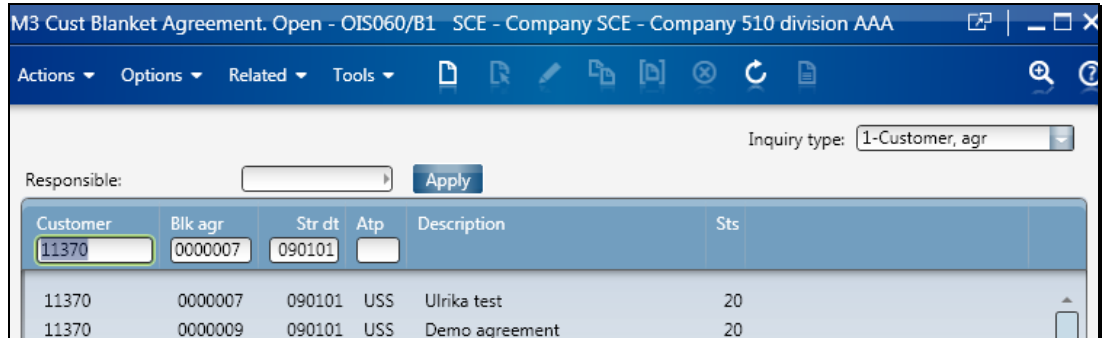 M3 Cust Blanket Agreement. Open - OIS060/B1 SCE - Company SCE - Company 510 division AAA
Actions Options Related Tools
Inquiry type: 1-Customer, agr
Responsible: Apply
Customer Blk agr Str dt Atp Description Sts
11370 0000007 090101
11370 0000007 090101 USS Ulrika test 20
11370 0000009 090101 USS Demo agreement 20